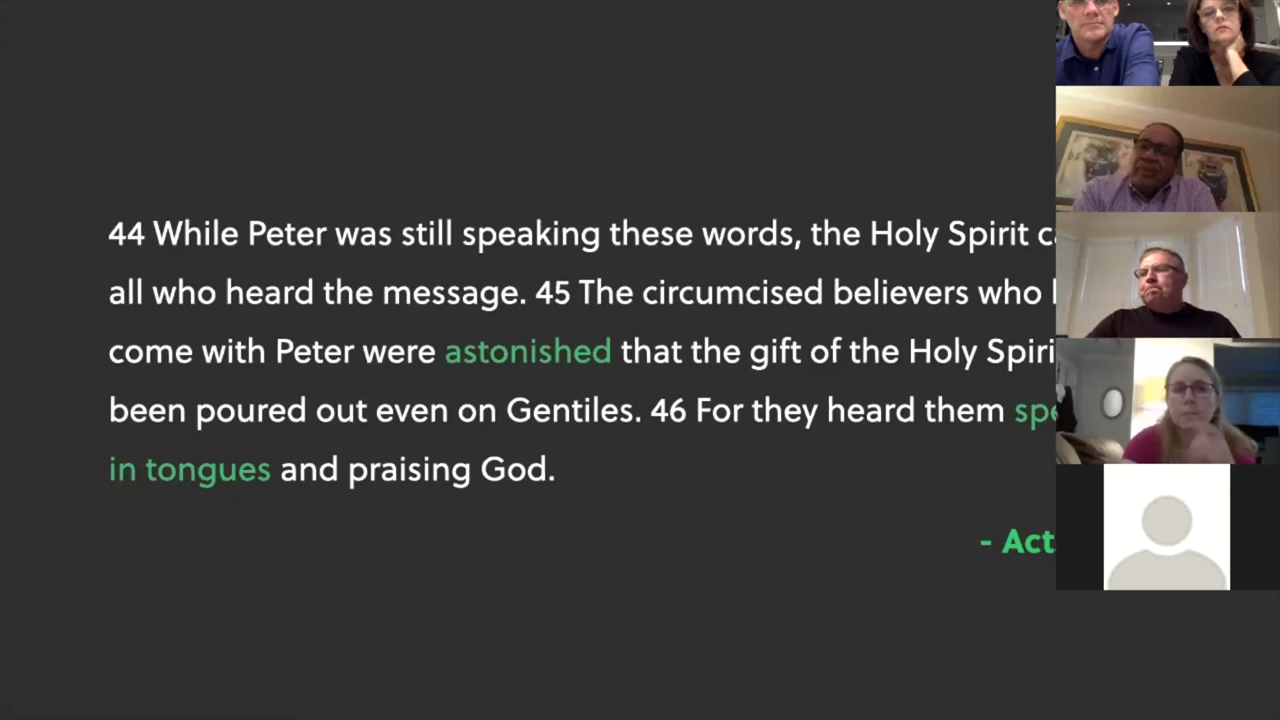 44 While Peter was still speaking these words, the Holy Spirit
all who heard the message. 45 The circumcised believers who
come with Peter were astonished that the gift of the Holy Spiri
been poured out even on Gentiles. 46 For they heard them spe
in tongues and praising God.
- Act